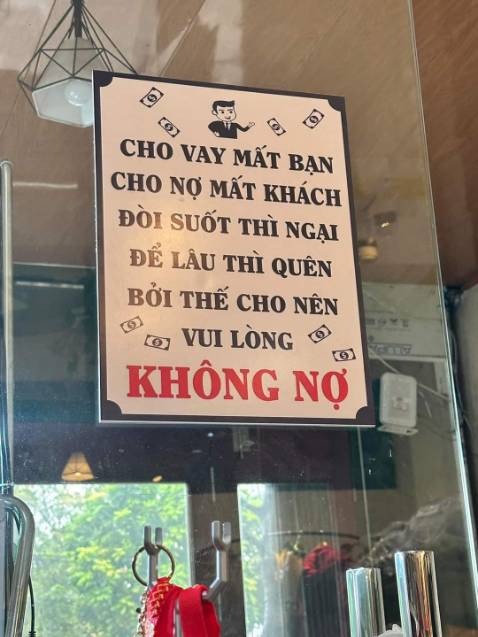 CHO VAY MẤT BẠN
CHO NỢ MẤT KHÁCH
ĐÒI SUỐT THÌ NGẠI
ĐỂ LÂU THÌ QUÊN
BỞI THẾ CHO NÊN
VUI LÒNG
KHÔNG NỢ